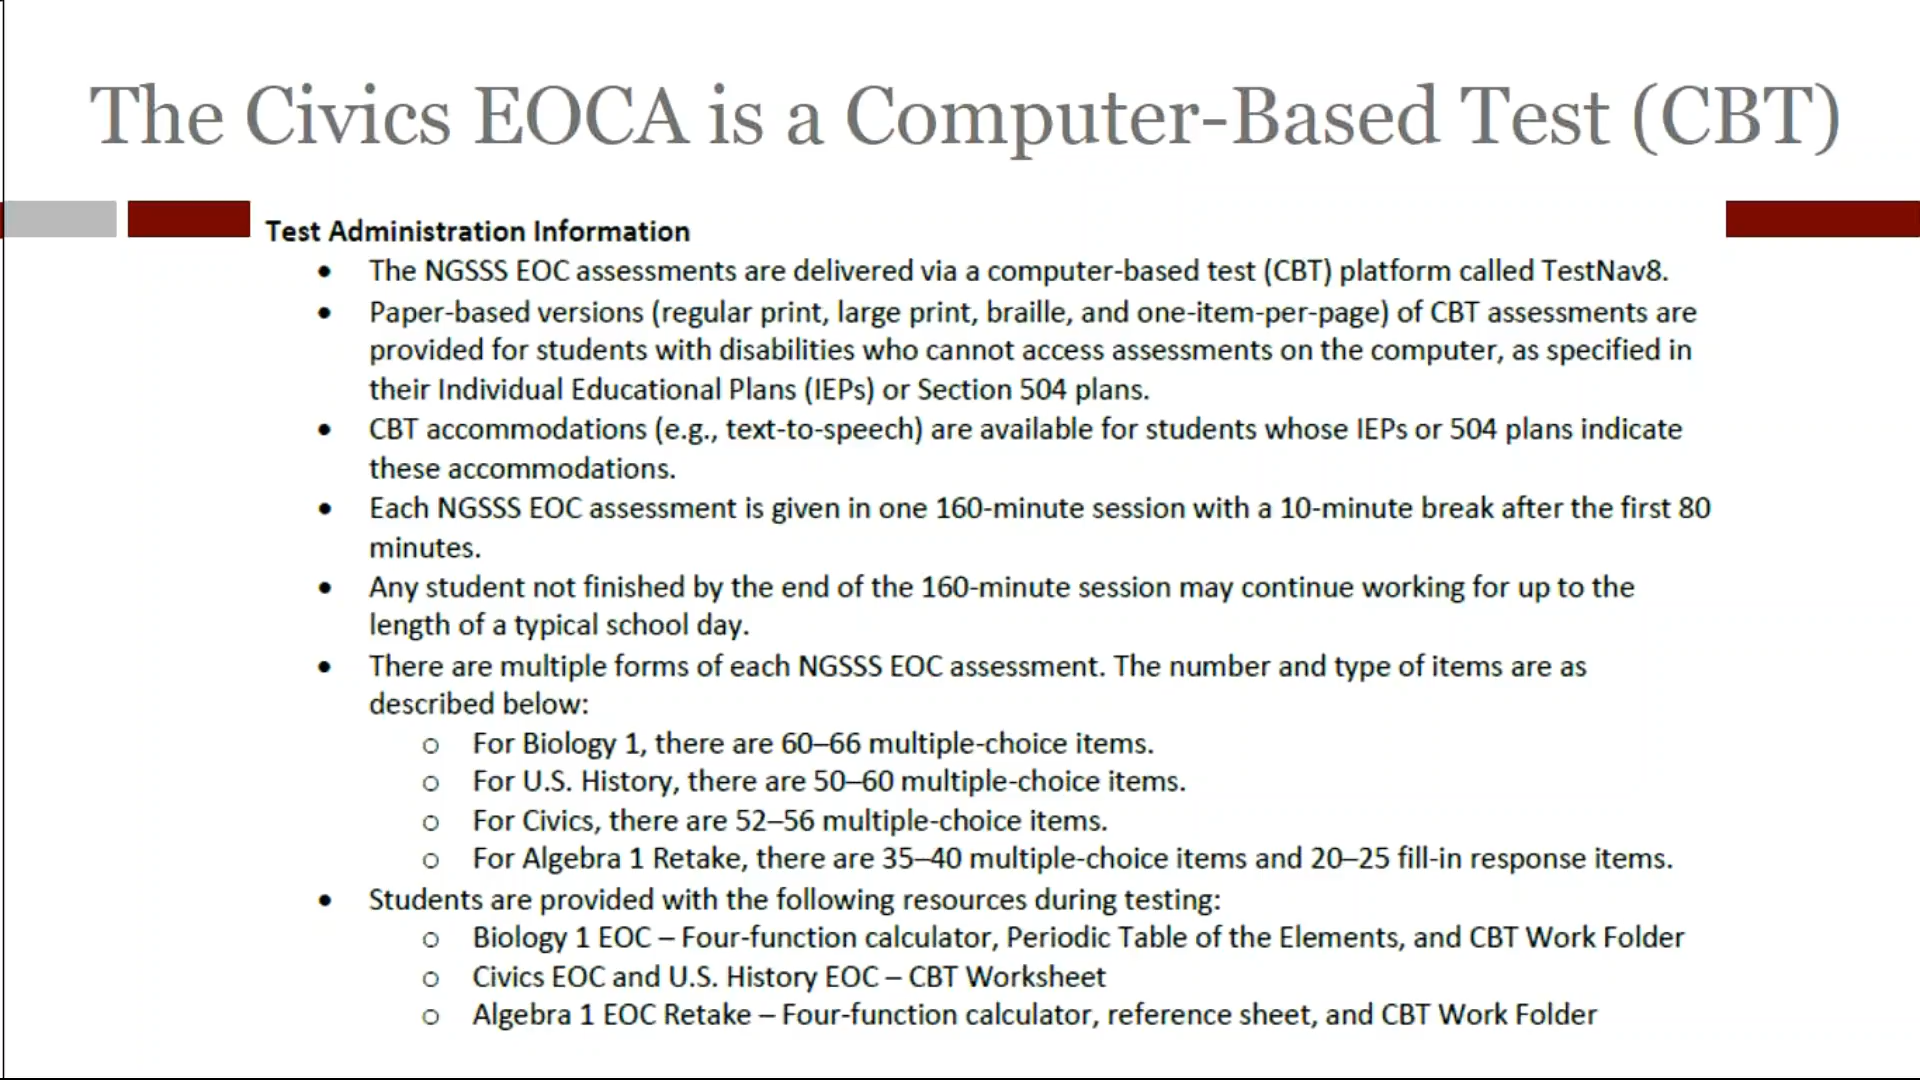 The Civics EOCA is a Computer-Based Test (CBT)
Test Administration Information
• The NGSSS EOC assessments are delivered via a computer-based test (CBT) platform called TestNav8.
• Paper-based versions (regular print, large print, braille, and one-item-per-page) of CBT assessments are
provided for students with disabilities who cannot access assessments on the computer, as specified in
their Individual Educational Plans (IEPs) or Section 504 plans.
• CBT accommodations (e.g., text-to-speech) are available for students whose IEPs or 504 plans indicate
these accommodations.
• Each NGSSS EOC assessment is given in one 160-minute session with a 10-minute break after the first 80
minutes.
• Any student not finished by the end of the 160-minute session may continue working for up to the
length of a typical school day.
• There are multiple forms of each NGSSS EOC assessment. The number and type of items are as
described below:
o For Biology 1, there are 60–66 multiple-choice items.
o For U.S. History, there are 50–60 multiple-choice items.
o For Civics, there are 52–56 multiple-choice items.
o For Algebra 1 Retake, there are 35–40 multiple-choice items and 20–25 fill-in response items.
• Students are provided with the following resources during testing:
o Biology 1 EOC – Four-function calculator, Periodic Table of the Elements, and CBT Work Folder
o Civics EOC and U.S. History EOC – CBT Worksheet
o Algebra 1 EOC Retake – Four-function calculator, reference sheet, and CBT Work Folder